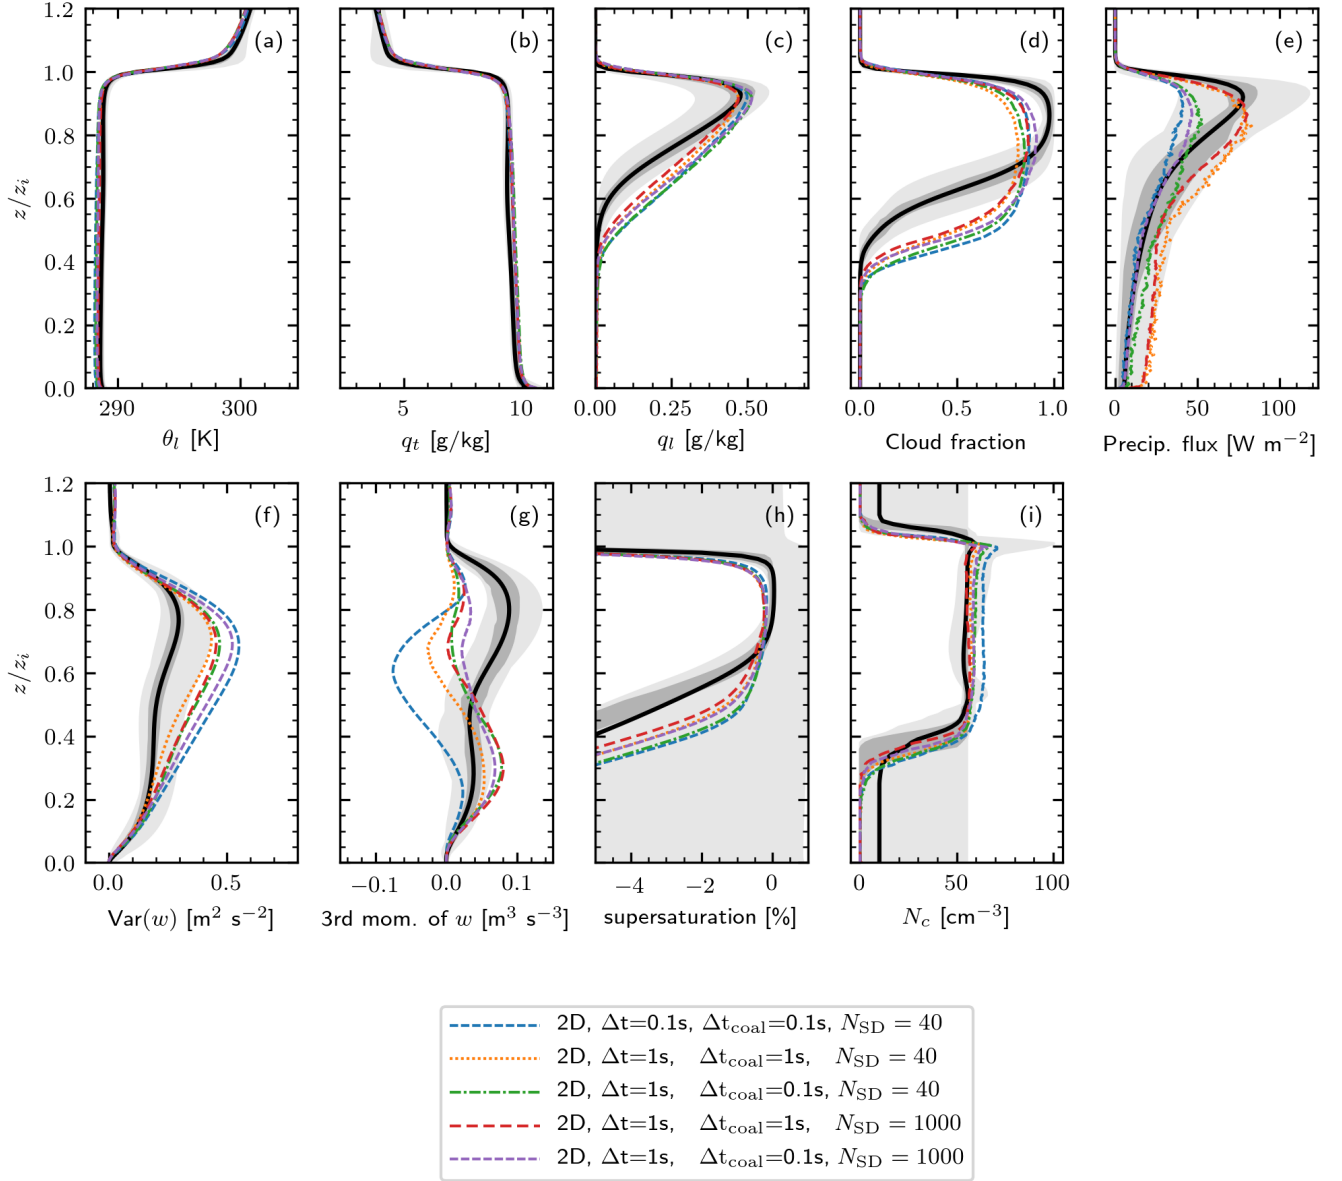 1.2
1.0
0.8
0.6
0.4
0.2
0.0
z/z_i
(a) (b) (c) (d) (e)
290 300
5 10
0.00 0.25 0.50
0.0 0.5 1.0
0 50 100
θ_l [K]
q_t [g/kg]
q_l [g/kg]
Cloud fraction
Precip. flux [W m⁻²]
1.2
1.0
0.8
0.6
0.4
0.2
0.0
z/z_i
(f) (g) (h) (i)
0.0 0.5
−0.1 0.0 0.1
−4 −2 0
0 50 100
Var(w) [m² s⁻²]
3rd mom. of w [m³ s⁻³]
supersaturation [%]
N_c [cm⁻³]
2D, Δt=0.1s, Δt_coal=0.1s, N_SD = 40
2D, Δt=1s, Δt_coal=1s, N_SD = 40
2D, Δt=1s, Δt_coal=0.1s, N_SD = 40
2D, Δt=1s, Δt_coal=1s, N_SD = 1000
2D, Δt=1s, Δt_coal=0.1s, N_SD = 1000